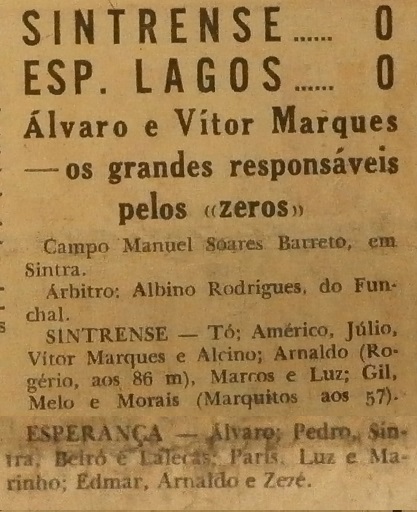 SINTRENSE ...... 0
ESP. LAGOS ...... 0
Álvaro e Vítor Marques
— os grandes responsáveis
pelos «zeros»
Campo Manuel Soares Barreto, em
Sintra.
Árbitro: Albino Rodrigues, do Fun-
chal.
SINTRENSE — Tó; Américo, Júlio,
Vítor Marques e Alcino; Arnaldo (Ro-
gério, aos 86 m), Marcos e Luz; Gil,
Melo e Morais (Marquitos aos 57).
ESPERANÇA — Álvaro; Pedro, Sin-
tra, Beiró e Lalecas; Paris, Luz e Ma-
rinho; Edmar, Arnaldo e Zezé.